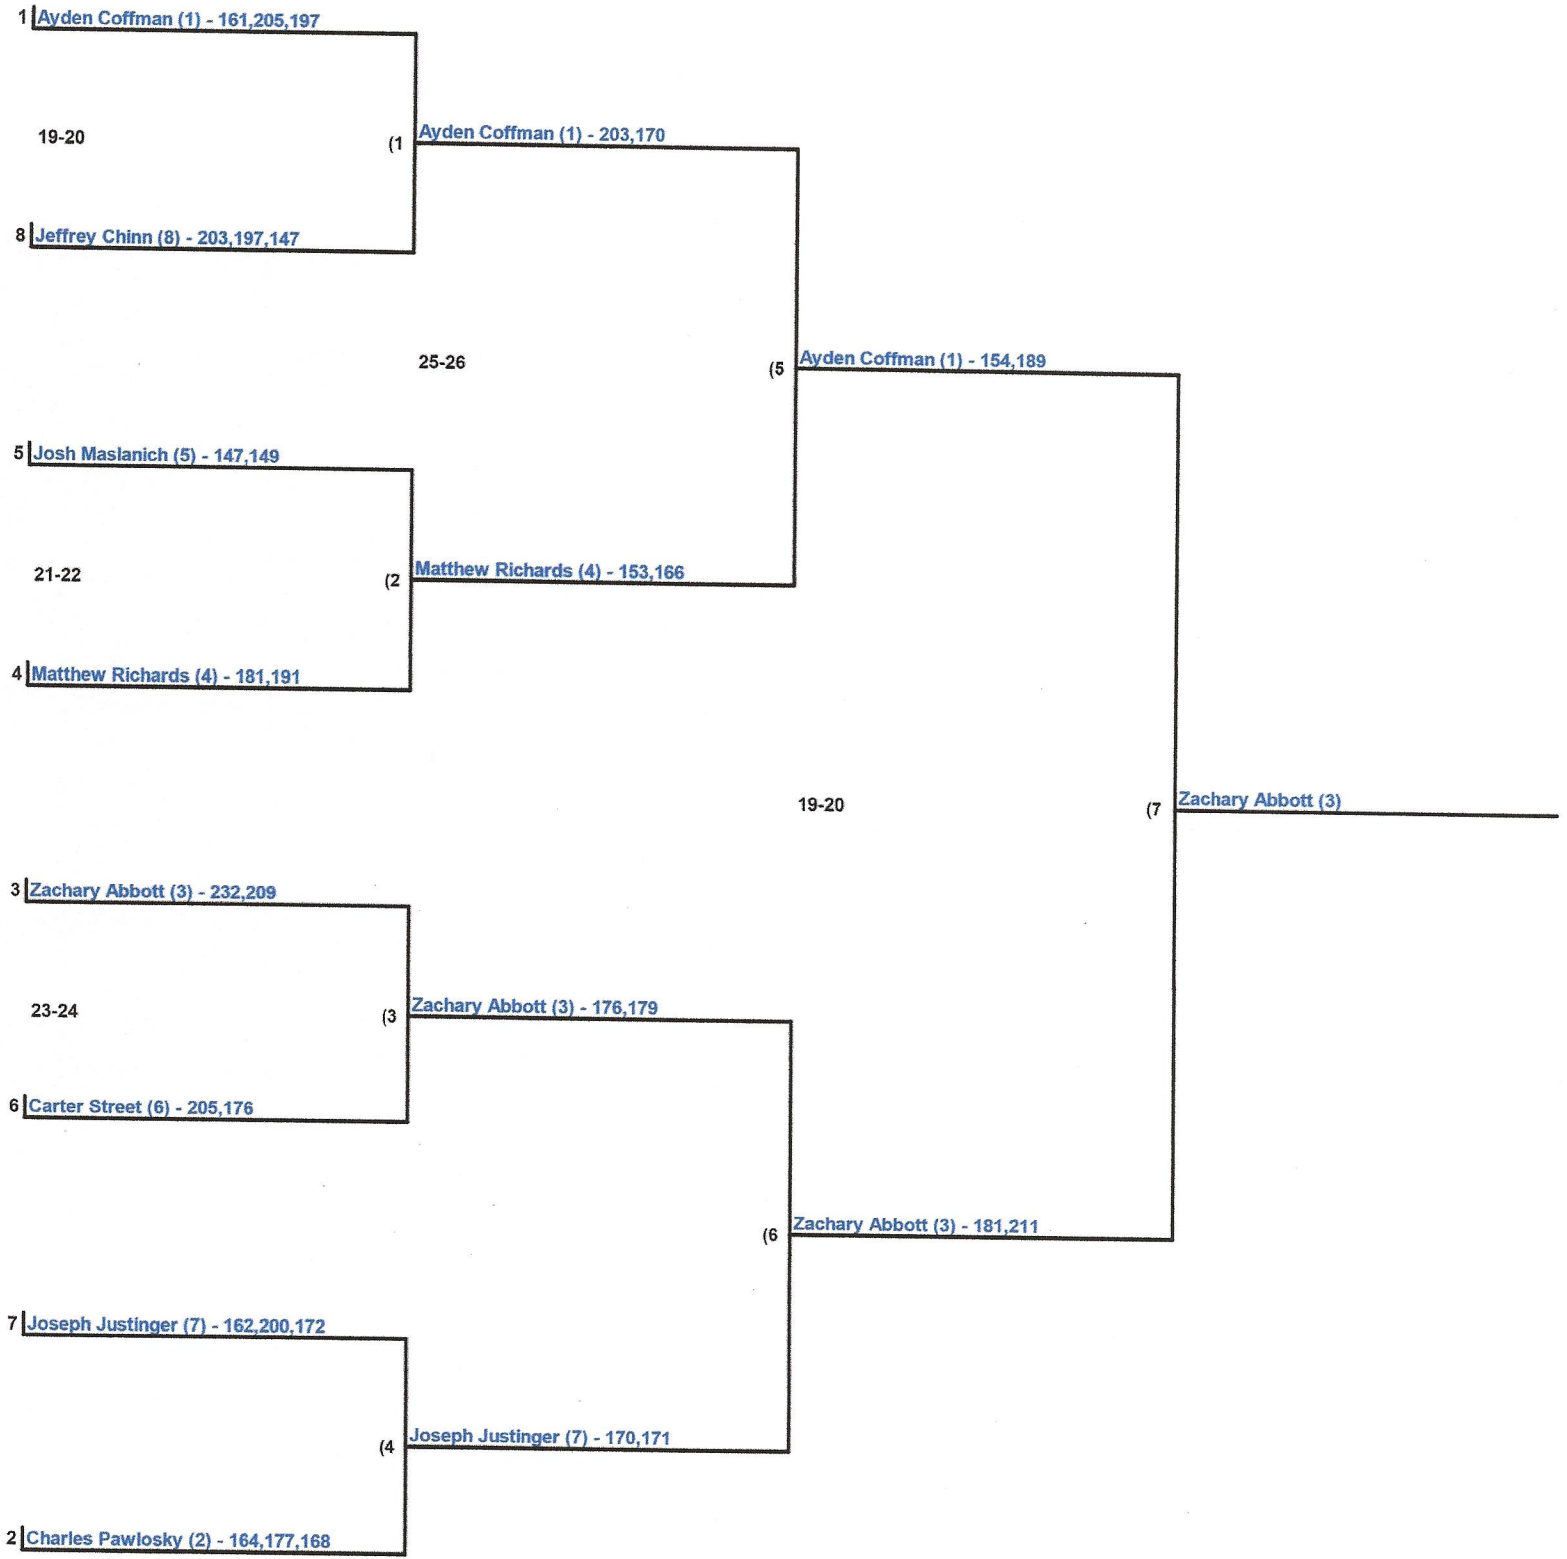 1 Ayden Coffman (1) - 161,205,197
19-20
(1
Ayden Coffman (1) - 203,170
8 Jeffrey Chinn (8) - 203,197,147
25-26
(5
Ayden Coffman (1) - 154,189
5 Josh Maslanich (5) - 147,149
21-22
(2
Matthew Richards (4) - 153,166
4 Matthew Richards (4) - 181,191
19-20
(7
Zachary Abbott (3)
3 Zachary Abbott (3) - 232,209
23-24
(3
Zachary Abbott (3) - 176,179
6 Carter Street (6) - 205,176
(6
Zachary Abbott (3) - 181,211
7 Joseph Justinger (7) - 162,200,172
(4
Joseph Justinger (7) - 170,171
2 Charles Pawlosky (2) - 164,177,168